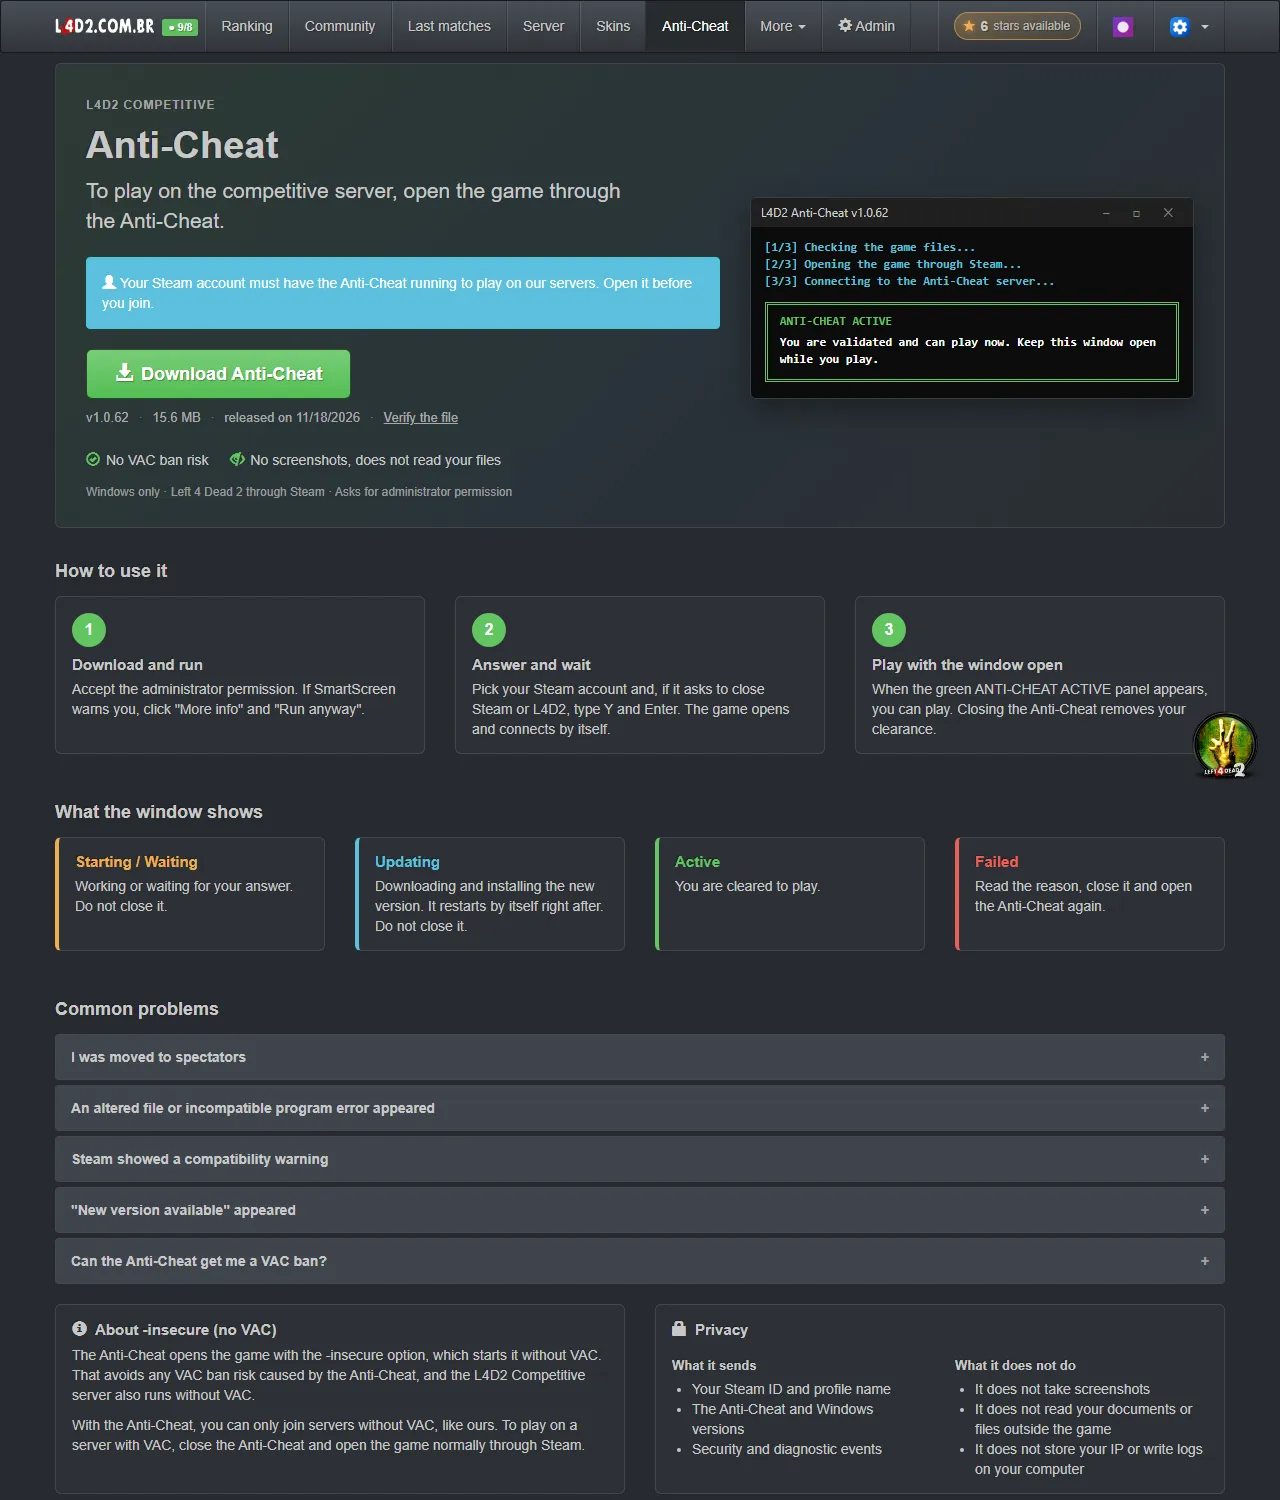 L4D2.COM.BR
9/8
Ranking
Community
Last matches
Server
Skins
Anti-Cheat
More
Admin
6 stars available
L4D2 COMPETITIVE
Anti-Cheat
To play on the competitive server, open the game through
the Anti-Cheat.
Your Steam account must have the Anti-Cheat running to play on our servers. Open it before
you join.
Download Anti-Cheat
v1.0.62 · 15.6 MB · released on 11/18/2026 · Verify the file
No VAC ban risk
No screenshots, does not read your files
Windows only · Left 4 Dead 2 through Steam · Asks for administrator permission
L4D2 Anti-Cheat v1.0.62
[1/3] Checking the game files...
[2/3] Opening the game through Steam...
[3/3] Connecting to the Anti-Cheat server...
ANTI-CHEAT ACTIVE
You are validated and can play now. Keep this window open
while you play.
How to use it
1
Download and run
Accept the administrator permission. If SmartScreen
warns you, click "More info" and "Run anyway".
2
Answer and wait
Pick your Steam account and, if it asks to close
Steam or L4D2, type Y and Enter. The game opens
and connects by itself.
3
Play with the window open
When the green ANTI-CHEAT ACTIVE panel appears,
you can play. Closing the Anti-Cheat removes your
clearance.
LEFT 4 DEAD 2
What the window shows
Starting / Waiting
Working or waiting for your answer.
Do not close it.
Updating
Downloading and installing the new
version. It restarts by itself right after.
Do not close it.
Active
You are cleared to play.
Failed
Read the reason, close it and open
the Anti-Cheat again.
Common problems
I was moved to spectators +
An altered file or incompatible program error appeared +
Steam showed a compatibility warning +
"New version available" appeared +
Can the Anti-Cheat get me a VAC ban? +
About -insecure (no VAC)
The Anti-Cheat opens the game with the -insecure option, which starts it without VAC.
That avoids any VAC ban risk caused by the Anti-Cheat, and the L4D2 Competitive
server also runs without VAC.
With the Anti-Cheat, you can only join servers without VAC, like ours. To play on a
server with VAC, close the Anti-Cheat and open the game normally through Steam.
Privacy
What it sends
• Your Steam ID and profile name
• The Anti-Cheat and Windows
versions
• Security and diagnostic events
What it does not do
• It does not take screenshots
• It does not read your documents or
files outside the game
• It does not store your IP or write logs
on your computer